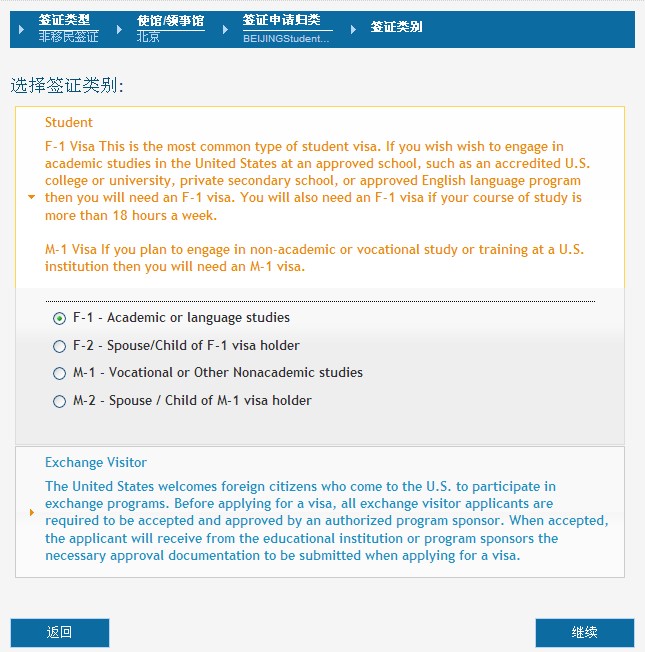 签证类型
使馆/领事馆
签证申请归类
签证类别
非移民签证
北京
BEIJINGStudent...
选择签证类别:
Student
F-1 Visa This is the most common type of student visa. If you wish wish to engage in
academic studies in the United States at an approved school, such as an accredited U.S.
college or university, private secondary school, or approved English language program
then you will need an F-1 visa. You will also need an F-1 visa if your course of study is
more than 18 hours a week.
M-1 Visa If you plan to engage in non-academic or vocational study or training at a U.S.
institution then you will need an M-1 visa.
F-1 - Academic or language studies
F-2 - Spouse/Child of F-1 visa holder
M-1 - Vocational or Other Nonacademic studies
M-2 - Spouse / Child of M-1 visa holder
Exchange Visitor
The United States welcomes foreign citizens who come to the U.S. to participate in
exchange programs. Before applying for a visa, all exchange visitor applicants are
required to be accepted and approved by an authorized program sponsor. When accepted,
the applicant will receive from the educational institution or program sponsors the
necessary approval documentation to be submitted when applying for a visa.
返回
继续